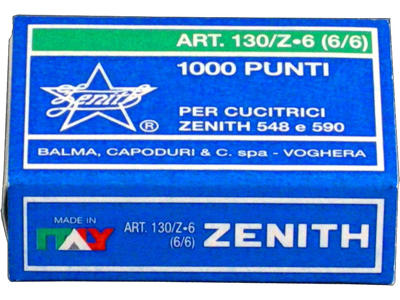 ART. 130/Z•6 (6/6)
Zenith
®
1000 PUNTI
PER CUCITRICI
ZENITH 548 e 590
BALMA, CAPODURI & C. spa - VOGHERA
MADE IN
ITALY
ART. 130/Z•6
(6/6)
ZENITH